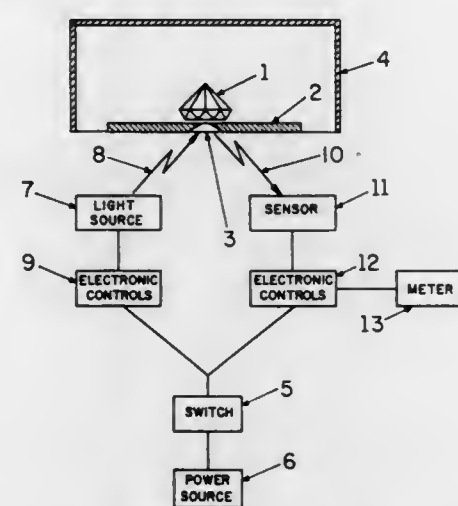 1
2
4
8
10
7
LIGHT
SOURCE
3
SENSOR
11
9
ELECTRONIC
CONTROLS
ELECTRONIC
CONTROLS
12
METER
13
SWITCH
5
POWER
SOURCE
6